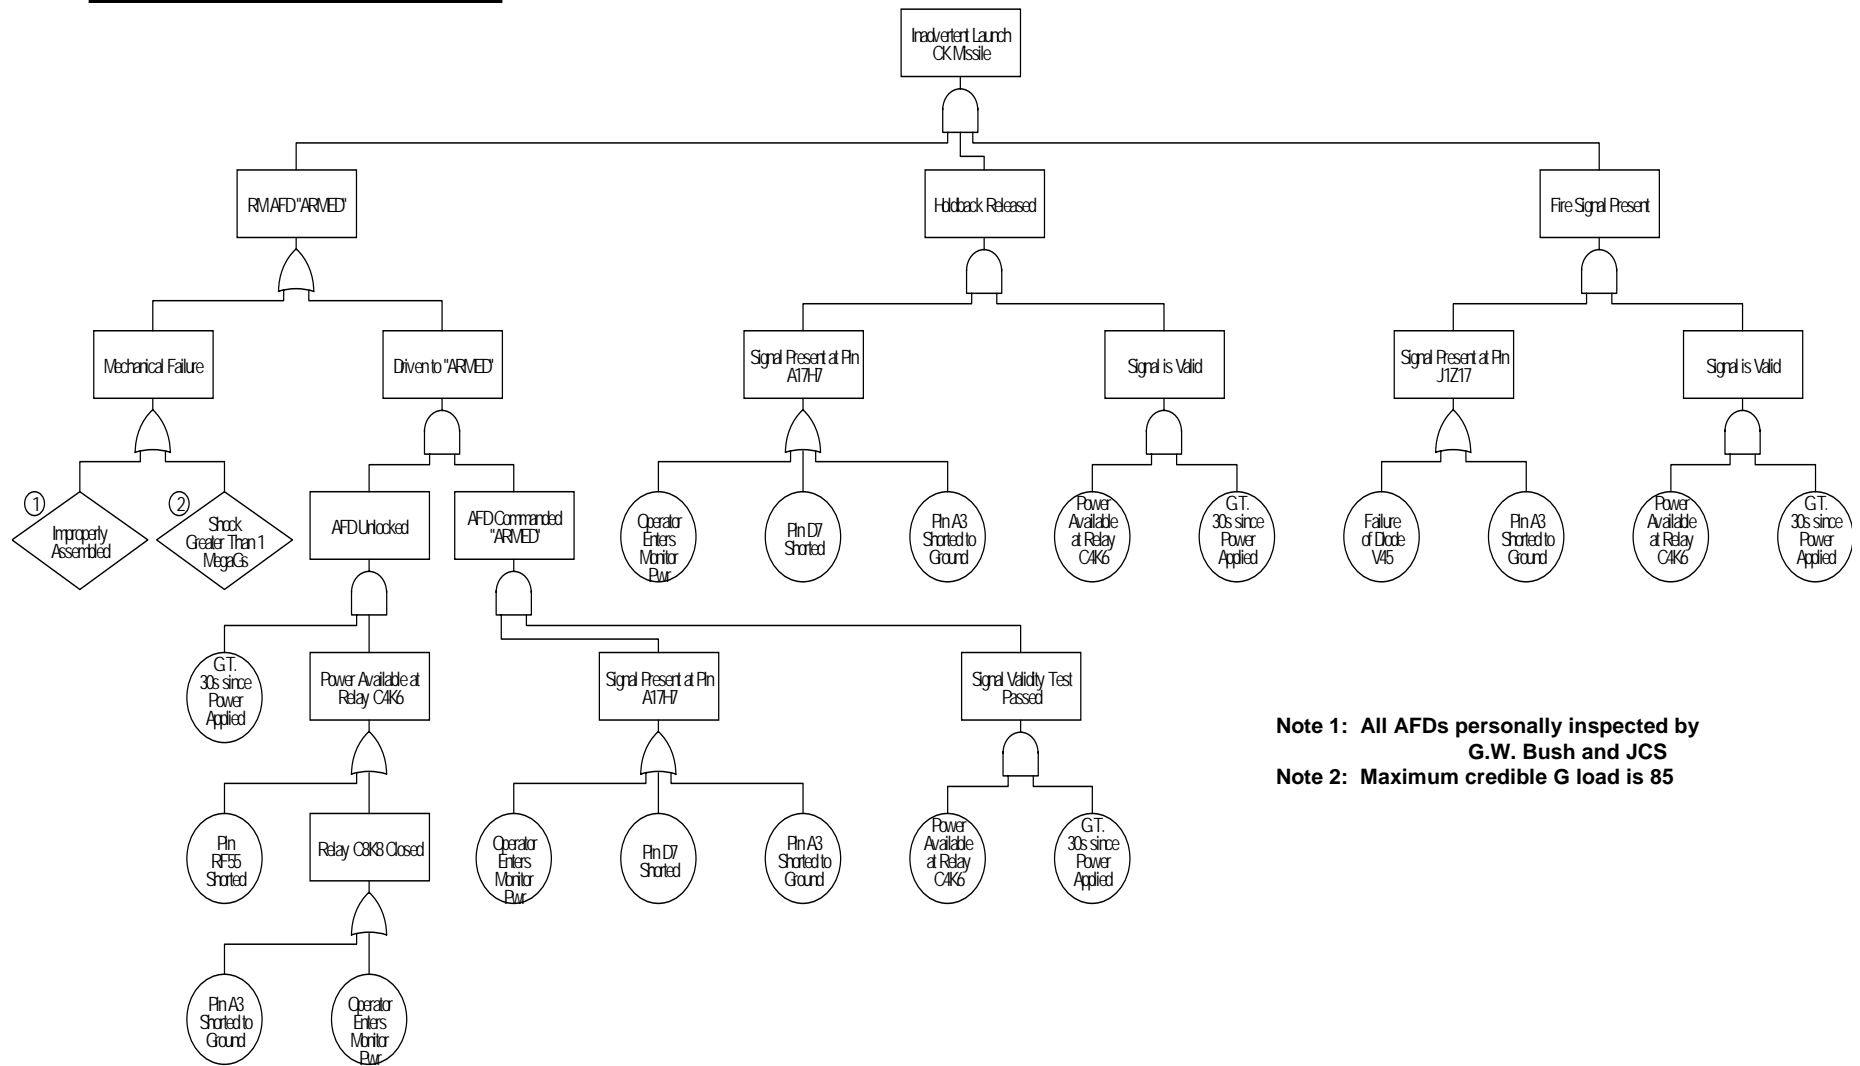 Inadvertent Launch
CK Missile
RM AFD "ARMED"
Holdback Released
Fire Signal Present
Mechanical Failure
Driven to "ARMED"
Signal Present at Pin
A17H7
Signal is Valid
Signal Present at Pin
J1Z17
Signal is Valid
1
Improperly
Assembled
2
Shock
Greater Than 1
MegaGs
AFD Unlocked
AFD Commanded
"ARMED"
Operator
Enters
Monitor
Pwr
Pin D7
Shorted
Pin A3
Shorted to
Ground
Power
Available
at Relay
C4K6
G.T.
30s since
Power
Applied
Failure
of Diode
V45
Pin A3
Shorted to
Ground
Power
Available
at Relay
C4K6
G.T.
30s since
Power
Applied
G.T.
30s since
Power
Applied
Power Available at
Relay C4K6
Signal Present at Pin
A17H7
Signal Validity Test
Passed
Note 1: All AFDs personally inspected by
G.W. Bush and JCS
Note 2: Maximum credible G load is 85
Pin
RF55
Shorted
Relay C8K8 Closed
Operator
Enters
Monitor
Pwr
Pin D7
Shorted
Pin A3
Shorted to
Ground
Power
Available
at Relay
C4K6
G.T.
30s since
Power
Applied
Pin A3
Shorted to
Ground
Operator
Enters
Monitor
Pwr